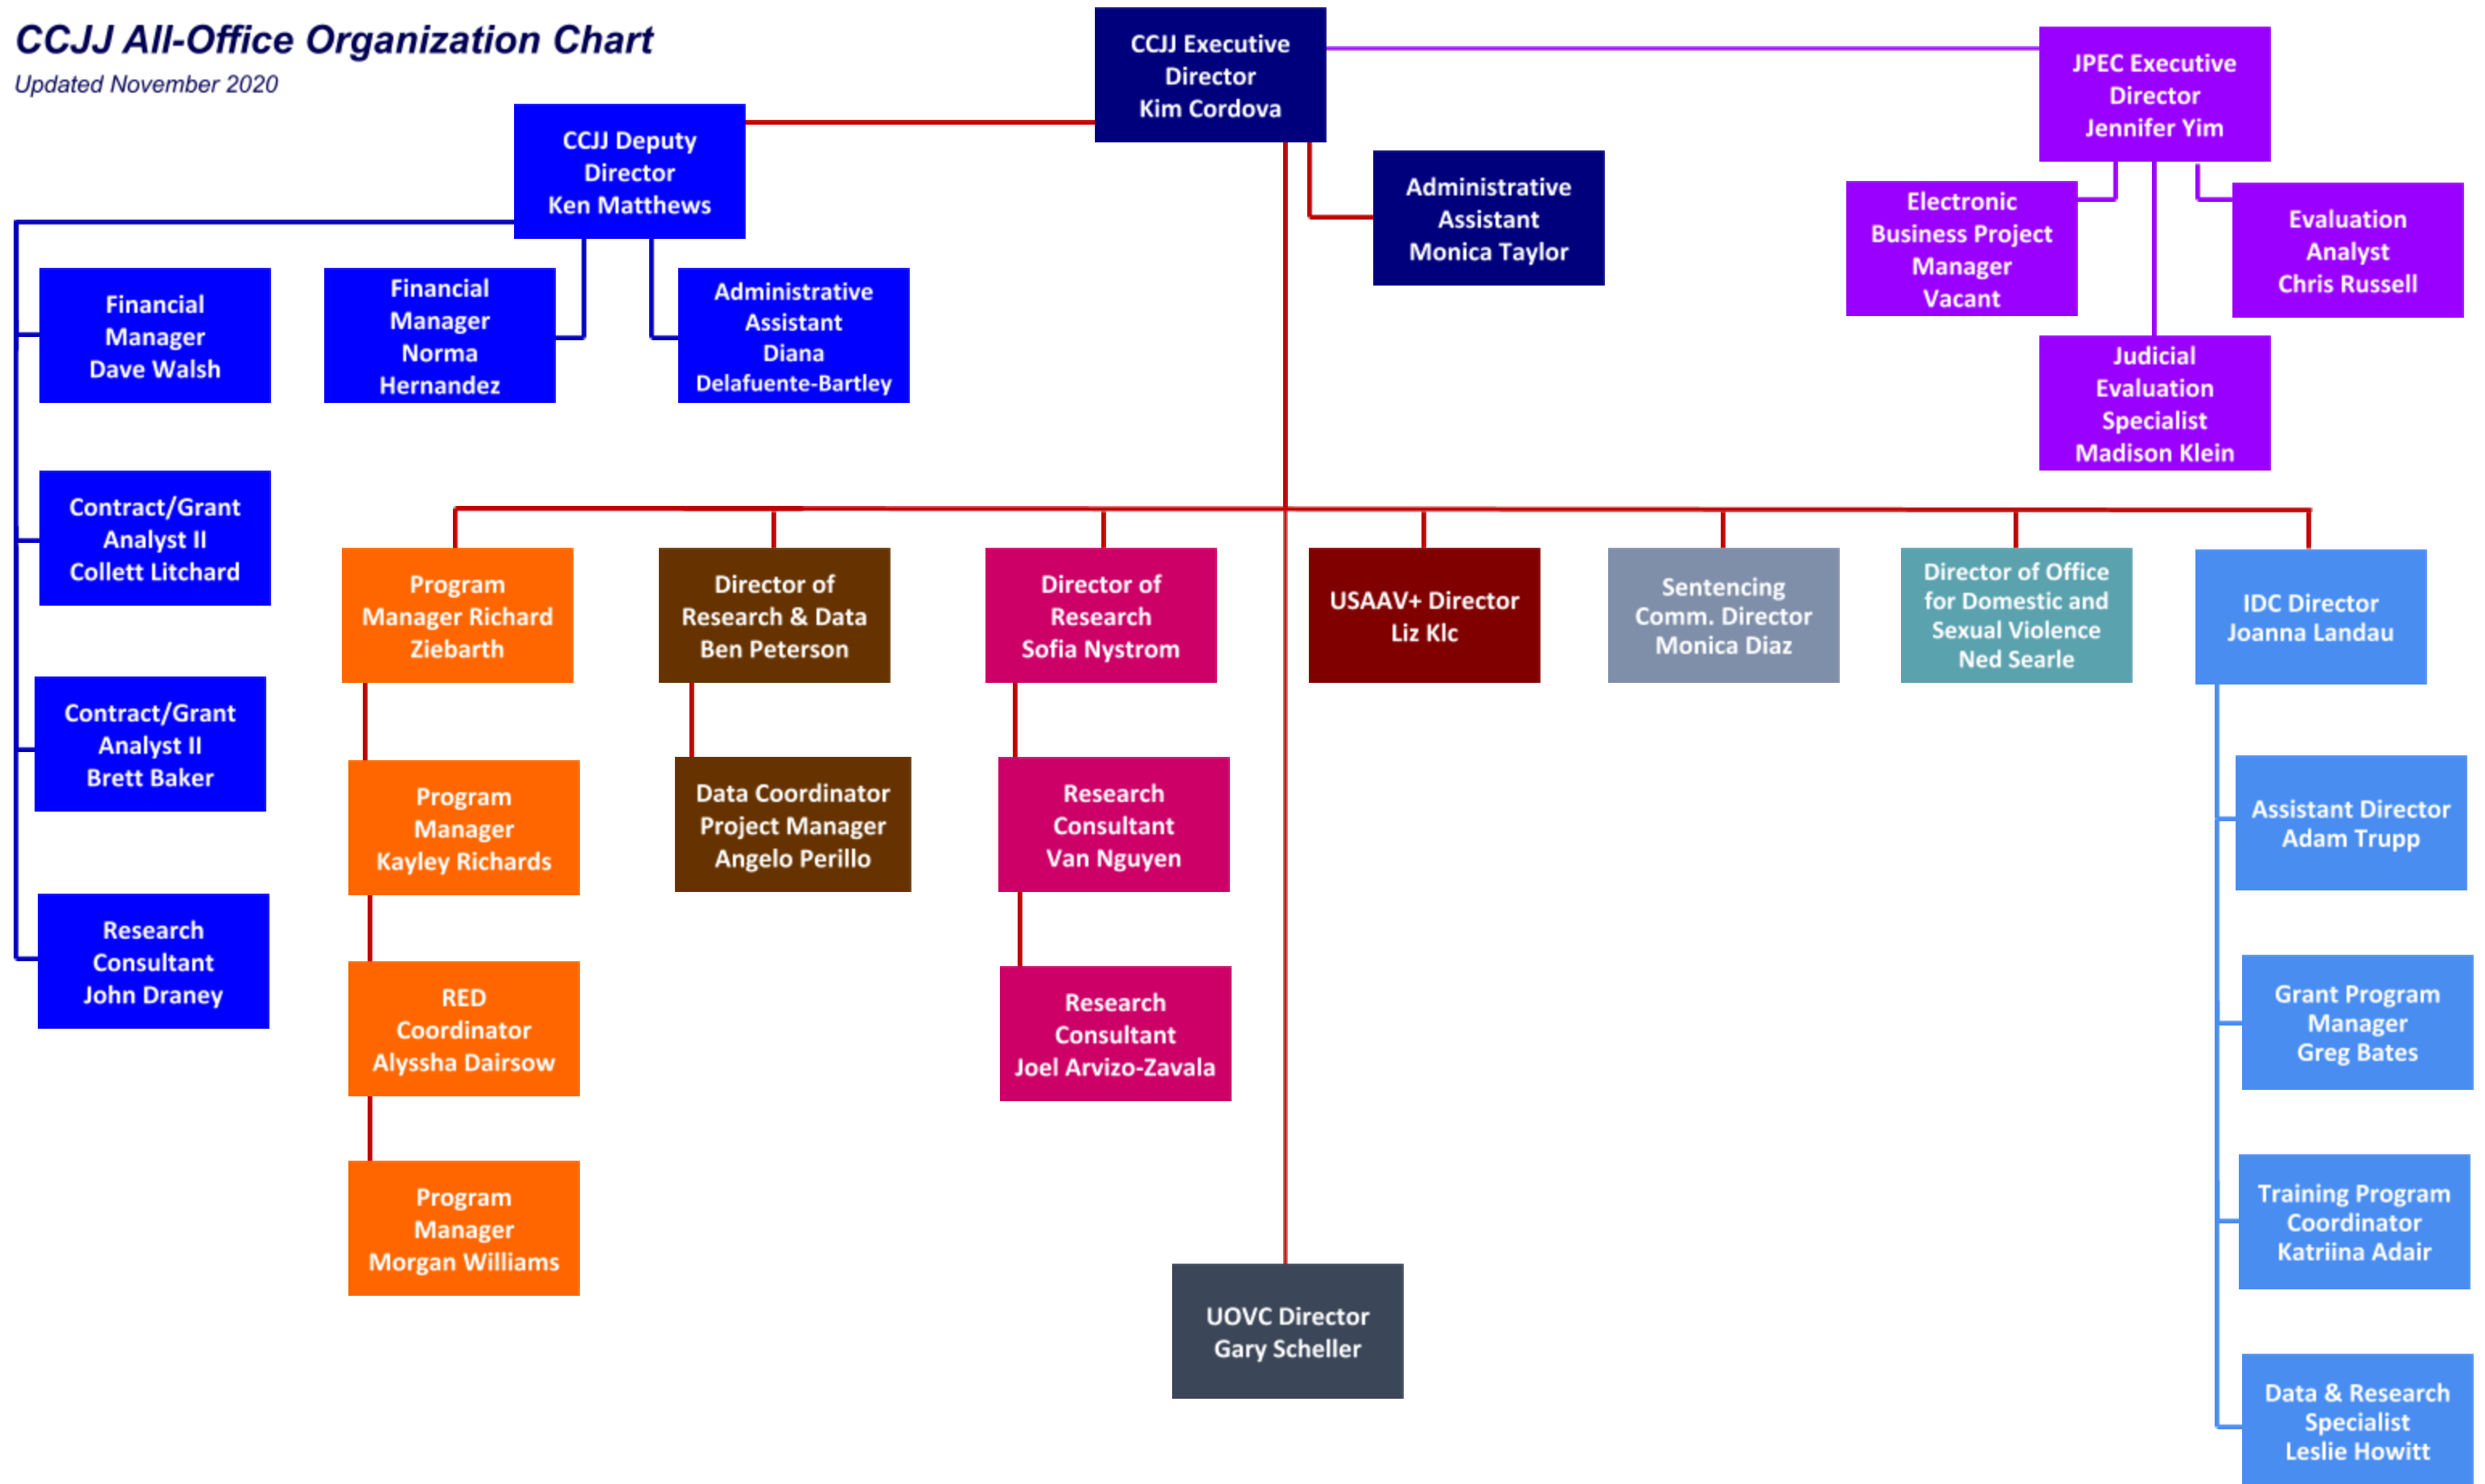 CCJJ All-Office Organization Chart
Updated November 2020
CCJJ Executive
Director
Kim Cordova
JPEC Executive
Director
Jennifer Yim
CCJJ Deputy
Director
Ken Matthews
Administrative
Assistant
Monica Taylor
Electronic
Business Project
Manager
Vacant
Evaluation
Analyst
Chris Russell
Judicial
Evaluation
Specialist
Madison Klein
Financial
Manager
Dave Walsh
Financial
Manager
Norma
Hernandez
Administrative
Assistant
Diana
Delafuente-Bartley
Contract/Grant
Analyst II
Collett Litchard
Contract/Grant
Analyst II
Brett Baker
Research
Consultant
John Draney
Program
Manager Richard
Ziebarth
Director of
Research & Data
Ben Peterson
Director of
Research
Sofia Nystrom
USAAV+ Director
Liz Klc
Sentencing
Comm. Director
Monica Diaz
Director of Office
for Domestic and
Sexual Violence
Ned Searle
IDC Director
Joanna Landau
Program
Manager
Kayley Richards
RED
Coordinator
Alyssha Dairsow
Program
Manager
Morgan Williams
Data Coordinator
Project Manager
Angelo Perillo
Research
Consultant
Van Nguyen
Research
Consultant
Joel Arvizo-Zavala
Assistant Director
Adam Trupp
Grant Program
Manager
Greg Bates
Training Program
Coordinator
Katriina Adair
Data & Research
Specialist
Leslie Howitt
UOVC Director
Gary Scheller